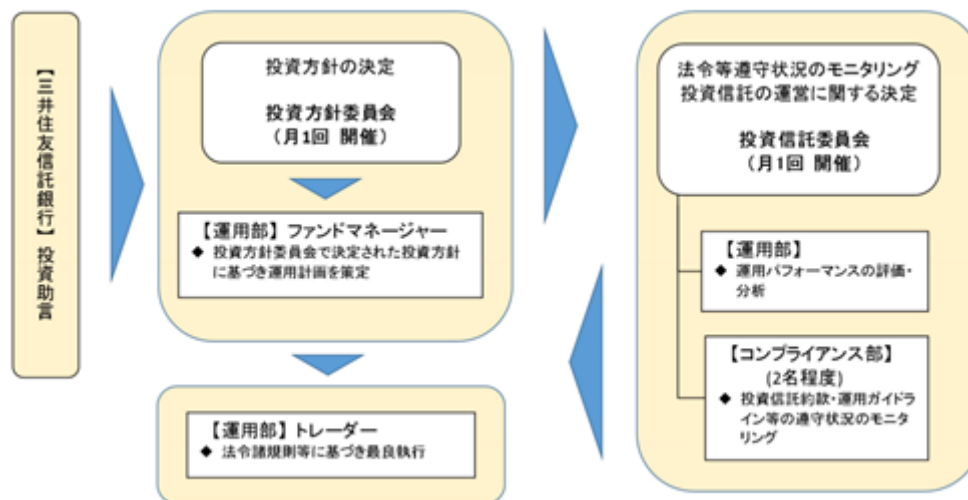 【三井住友信託銀行】投資助言
投資方針の決定
投資方針委員会
（月1回 開催）
【運用部】ファンドマネージャー
◆ 投資方針委員会で決定された投資方針
に基づき運用計画を策定
【運用部】トレーダー
◆ 法令諸規則等に基づき最良執行
法令等遵守状況のモニタリング
投資信託の運営に関する決定
投資信託委員会
（月1回 開催）
【運用部】
◆ 運用パフォーマンスの評価・
分析
【コンプライアンス部】
(2名程度)
◆ 投資信託約款・運用ガイドラ
イン等の遵守状況のモニ
タリング